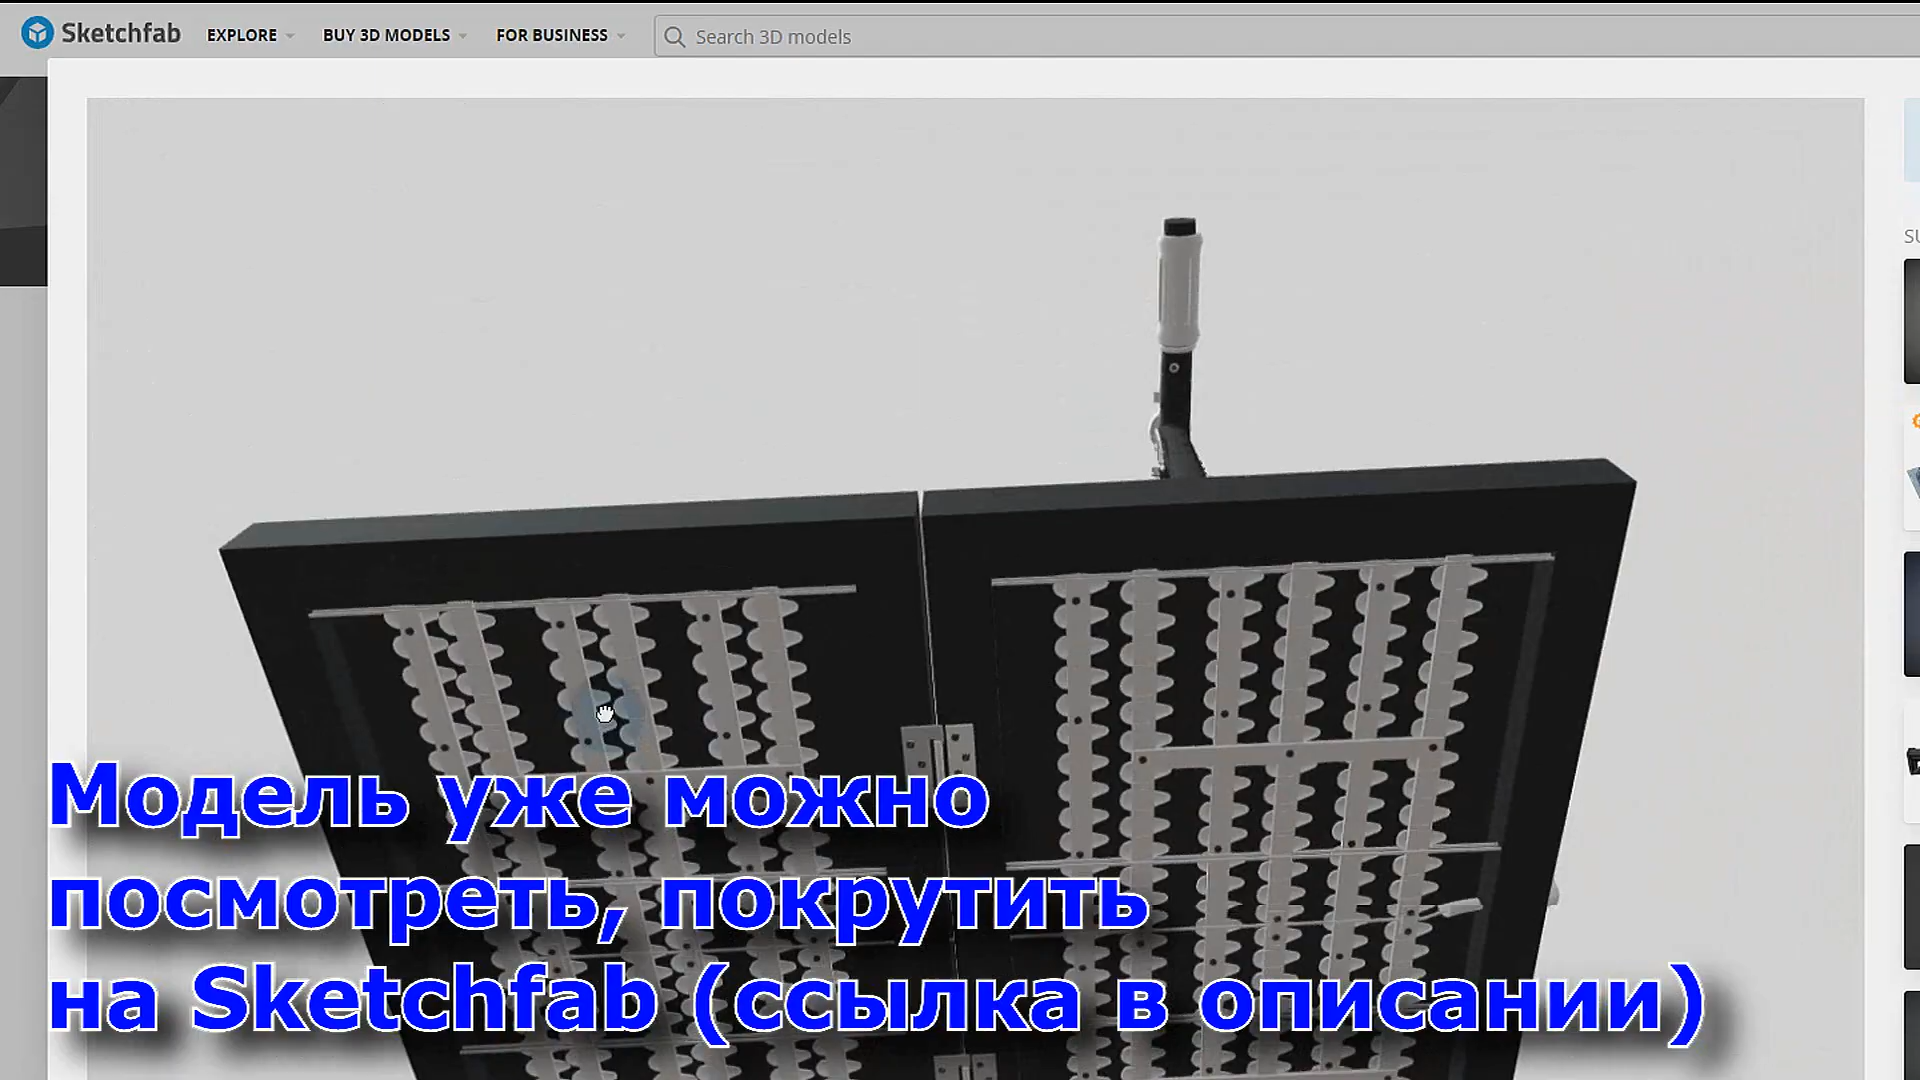 Sketchfab EXPLORE BUY 3D MODELS FOR BUSINESS Search 3D models
SU
Модель уже можно
посмотреть, покрутить
на Sketchfab (ссылка в описании)